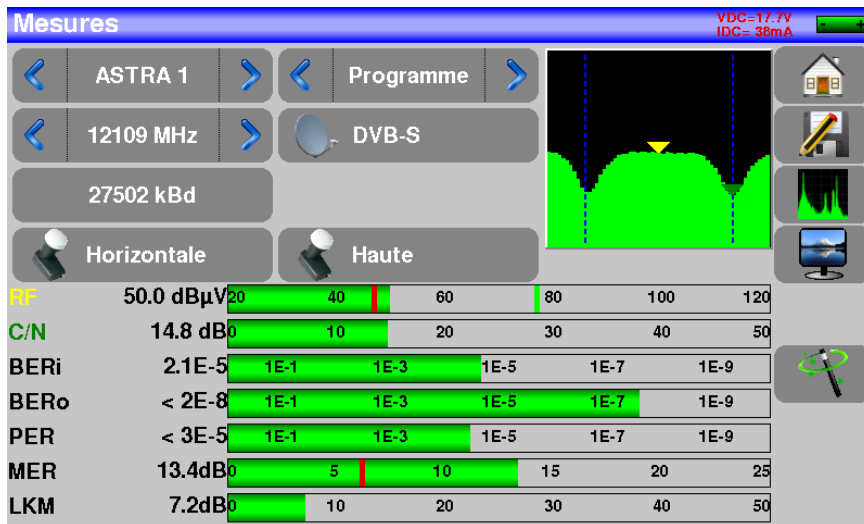 Mesures
VDC=17.7V
IDC= 38mA
- +
ASTRA 1
Programme
12109 MHz
DVB-S
27502 kBd
Horizontale
Haute
RF 50.0 dBµV 20 40 60 80 100 120
C/N 14.8 dB 0 10 20 30 40 50
BERi 2.1E-5 1E-1 1E-3 1E-5 1E-7 1E-9
BERo < 2E-8 1E-1 1E-3 1E-5 1E-7 1E-9
PER < 3E-5 1E-1 1E-3 1E-5 1E-7 1E-9
MER 13.4dB 0 5 10 15 20 25
LKM 7.2dB 0 10 20 30 40 50